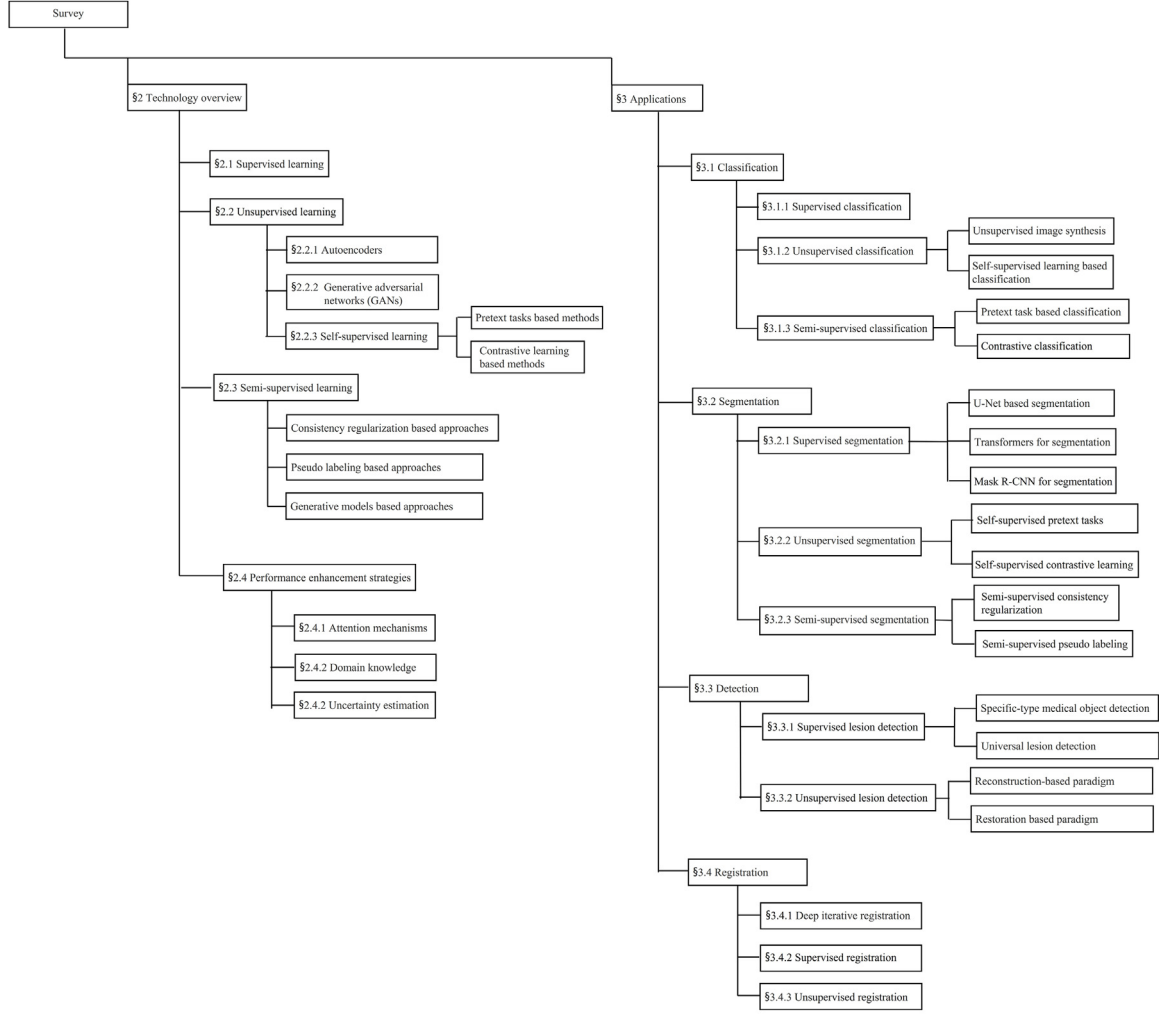 Survey
§2 Technology overview
§2.1 Supervised learning
§2.2 Unsupervised learning
§2.2.1 Autoencoders
§2.2.2 Generative adversarial
networks (GANs)
§2.2.3 Self-supervised learning
Pretext tasks based methods
Contrastive learning
based methods
§2.3 Semi-supervised learning
Consistency regularization based approaches
Pseudo labeling based approaches
Generative models based approaches
§2.4 Performance enhancement strategies
§2.4.1 Attention mechanisms
§2.4.2 Domain knowledge
§2.4.2 Uncertainty estimation
§3 Applications
§3.1 Classification
§3.1.1 Supervised classification
§3.1.2 Unsupervised classification
Unsupervised image synthesis
Self-supervised learning based
classification
§3.1.3 Semi-supervised classification
Pretext task based classification
Contrastive classification
§3.2 Segmentation
§3.2.1 Supervised segmentation
U-Net based segmentation
Transformers for segmentation
Mask R-CNN for segmentation
§3.2.2 Unsupervised segmentation
Self-supervised pretext tasks
Self-supervised contrastive learning
§3.2.3 Semi-supervised segmentation
Semi-supervised consistency
regularization
Semi-supervised pseudo labeling
§3.3 Detection
§3.3.1 Supervised lesion detection
Specific-type medical object detection
Universal lesion detection
§3.3.2 Unsupervised lesion detection
Reconstruction-based paradigm
Restoration based paradigm
§3.4 Registration
§3.4.1 Deep iterative registration
§3.4.2 Supervised registration
§3.4.3 Unsupervised registration